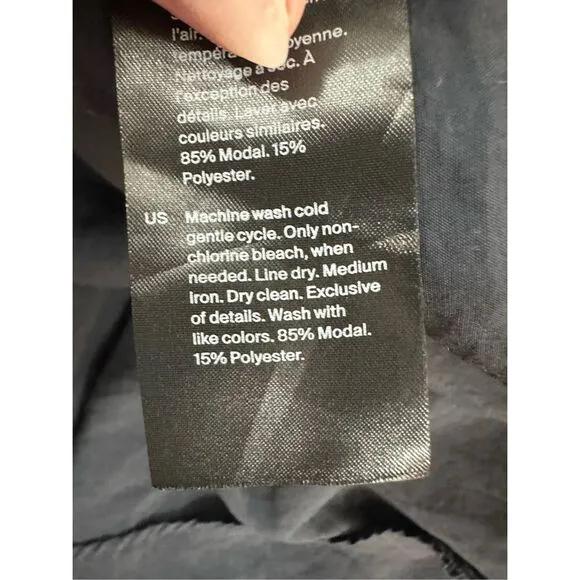 l'air.
températ yenne.
Nettoyage à sec. À
l'exception des
détails. Laver avec
couleurs similaires.
85% Modal. 15%
Polyester.
US Machine wash cold
gentle cycle. Only non-
chlorine bleach, when
needed. Line dry. Medium
iron. Dry clean. Exclusive
of details. Wash with
like colors. 85% Modal.
15% Polyester.